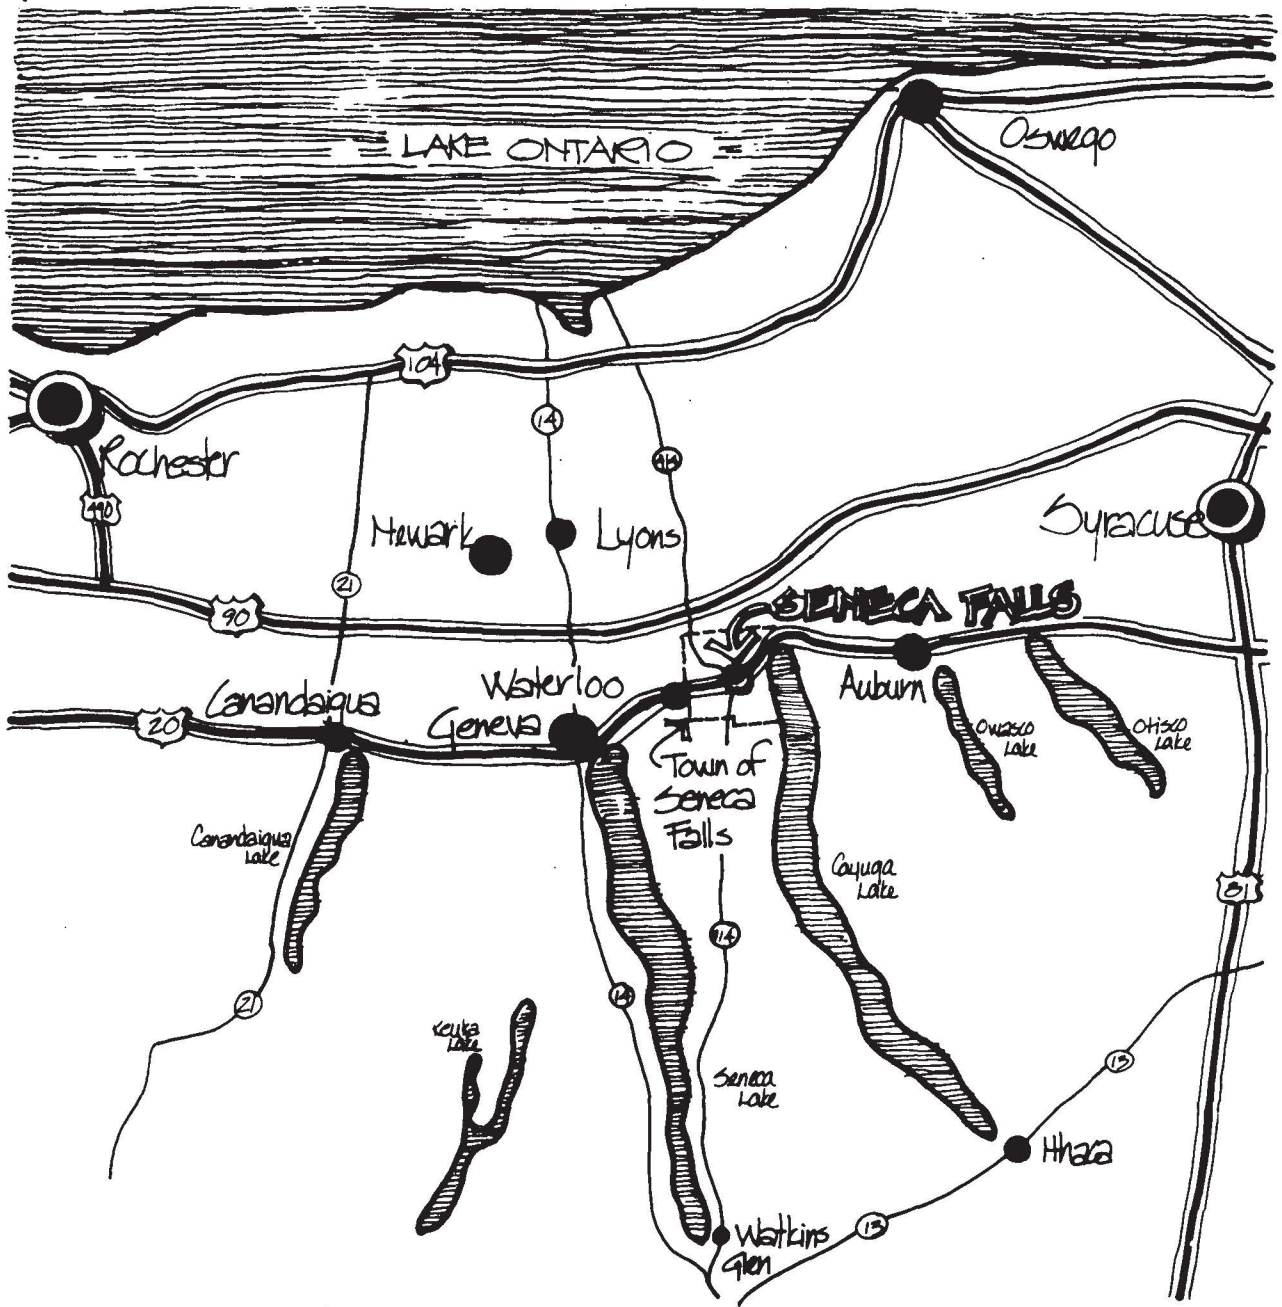 LAKE ONTARIO
Oswego
104
14
Rochester
490
Newark
Lyons
Syracuse
21
90
SENECA FALLS
Canandaigua
Waterloo
Auburn
20
Geneva
Owasco
Lake
Otisco
Lake
Town of
Seneca
Falls
Canandaigua
Lake
Cayuga
Lake
81
14
21
14
Keuka
Lake
Seneca
Lake
13
Ithaca
13
Watkins
Glen